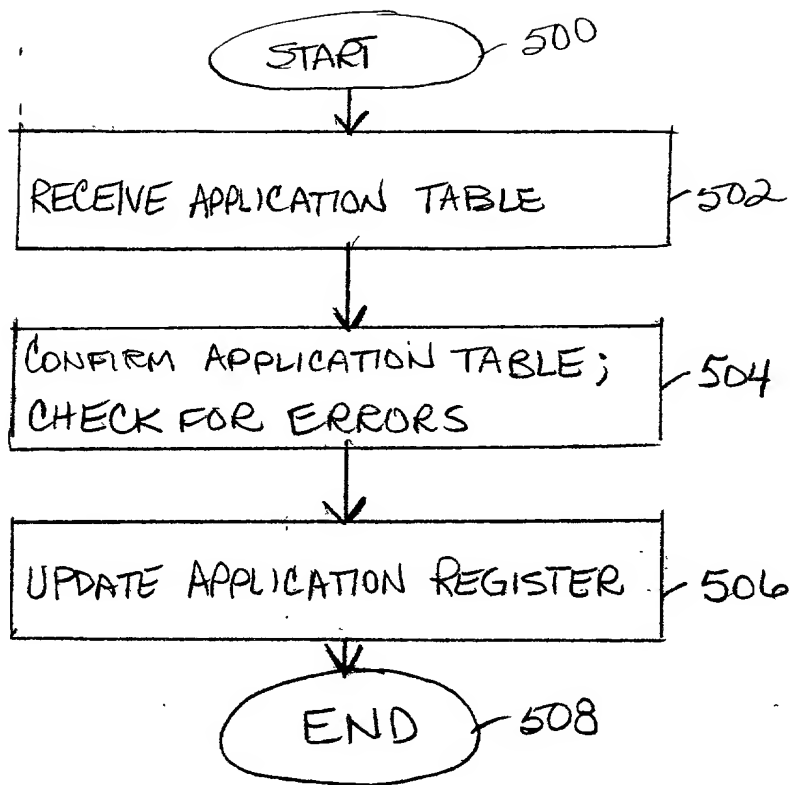 START 500
RECEIVE APPLICATION TABLE 502
CONFIRM APPLICATION TABLE; 504
CHECK FOR ERRORS
UPDATE APPLICATION REGISTER 506
END 508